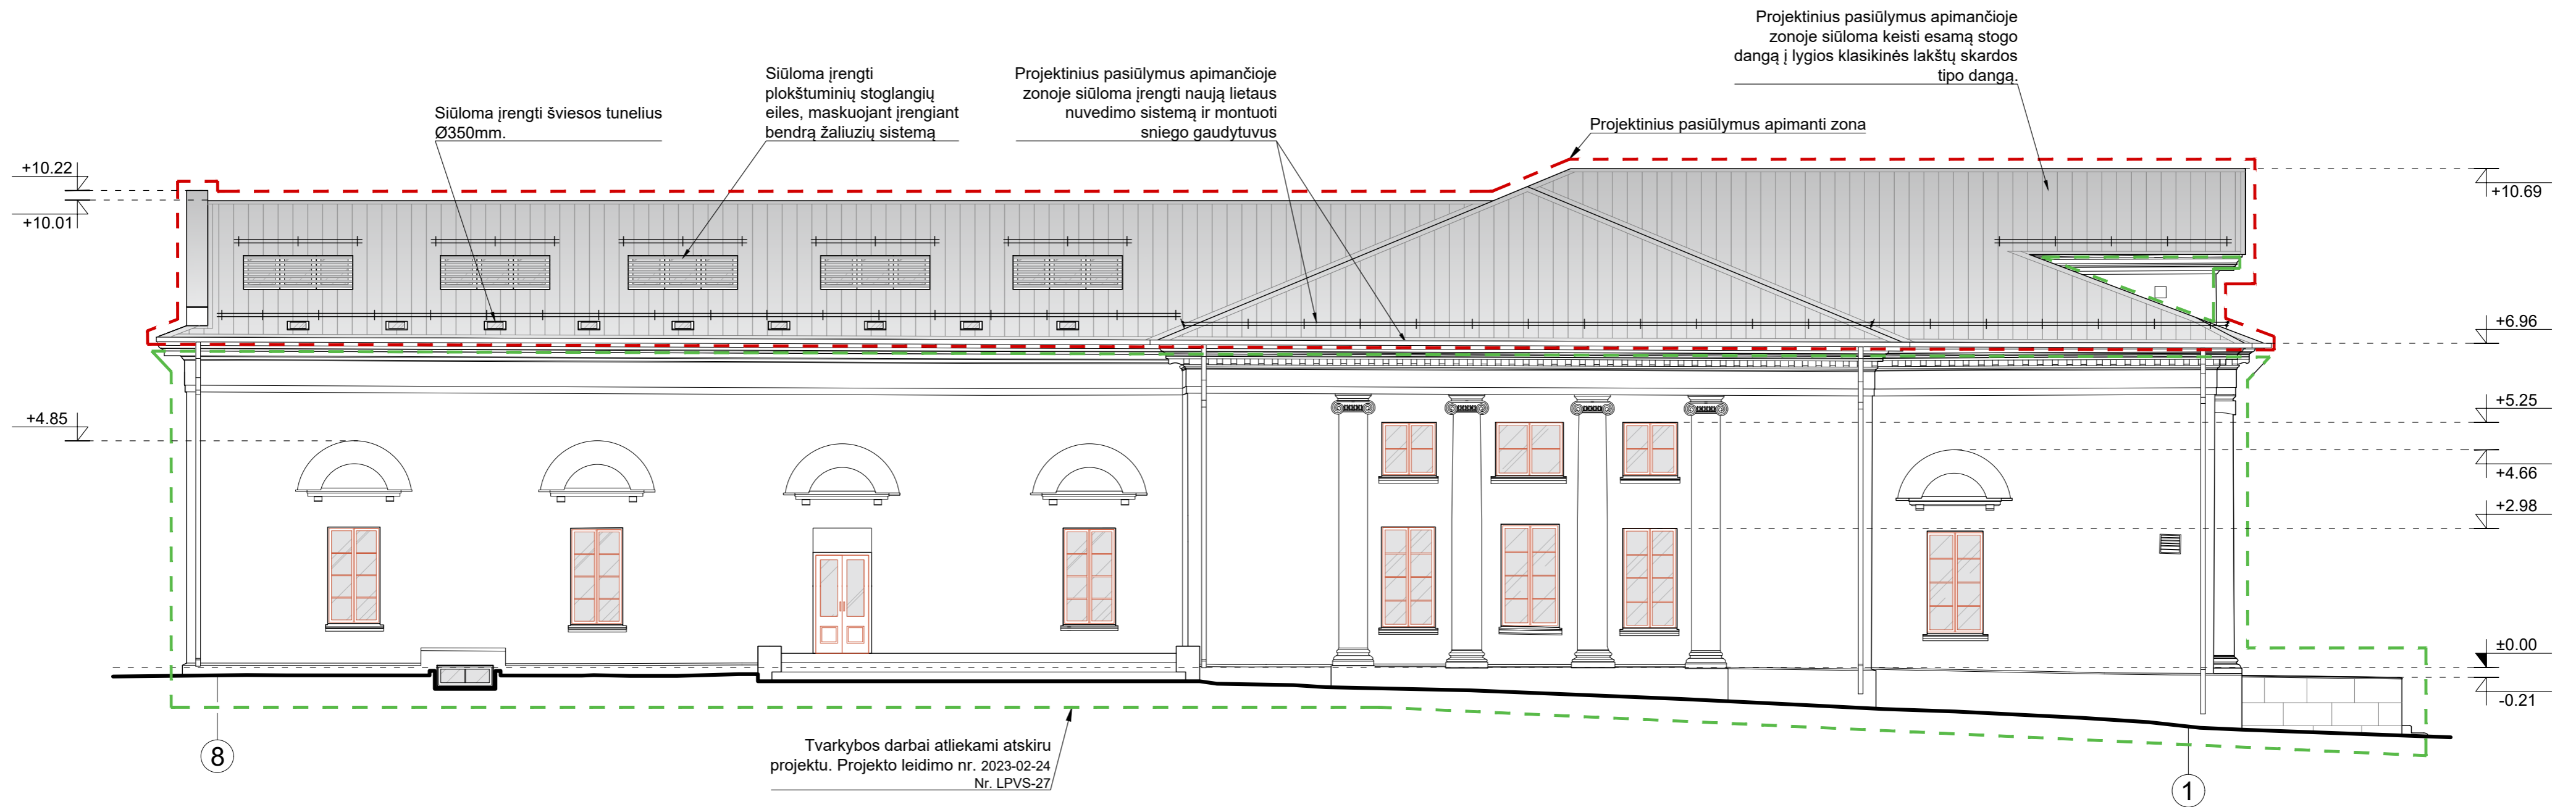 Projektinius pasiūlymus apimančioje
zonoje siūloma keisti esamą stogo
dangą į lygios klasikinės lakštų skardos
tipo dangą.
Siūloma įrengti
plokštuminių stoglangių
eiles, maskuojant įrengiant
bendrą žaliuzių sistemą
Projektinius pasiūlymus apimančioje
zonoje siūloma įrengti naują lietaus
nuvedimo sistemą ir montuoti
sniego gaudytuvus
Siūloma įrengti šviesos tunelius
Ø350mm.
Projektinius pasiūlymus apimanti zona
+10.22
+10.01
+4.85
+10.69
+6.96
+5.25
+4.66
+2.98
±0.00
-0.21
Tvarkybos darbai atliekami atskiru
projektu. Projekto leidimo nr. 2023-02-24
Nr. LPVS-27
8
1